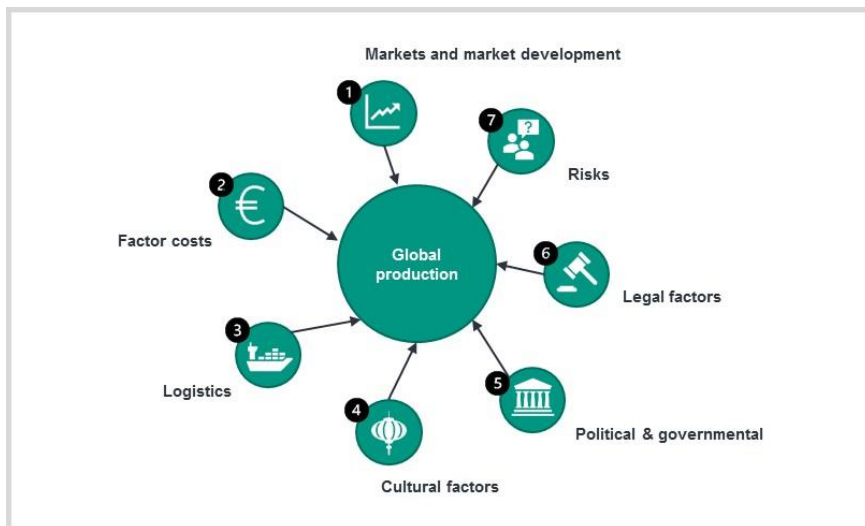 Markets and market development
1
7
?
Risks
2
€
Factor costs
Global
production
6
Legal factors
3
Logistics
4
Cultural factors
5
Political & governmental